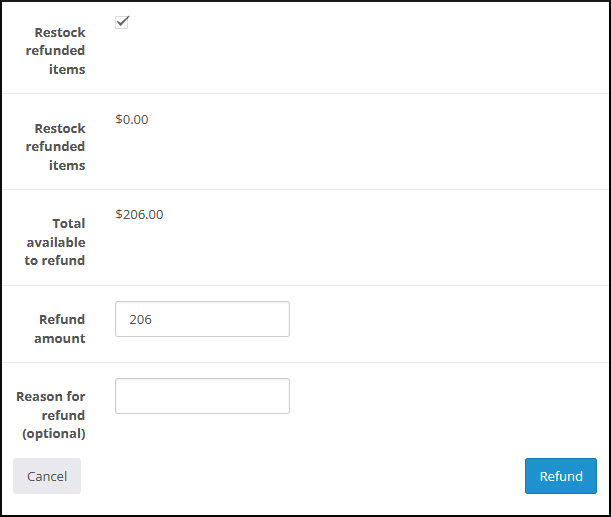 Restock
refunded
items
Restock
refunded
items
$0.00
Total
available
to refund
$206.00
Refund
amount
206
Reason for
refund
(optional)
Cancel
Refund